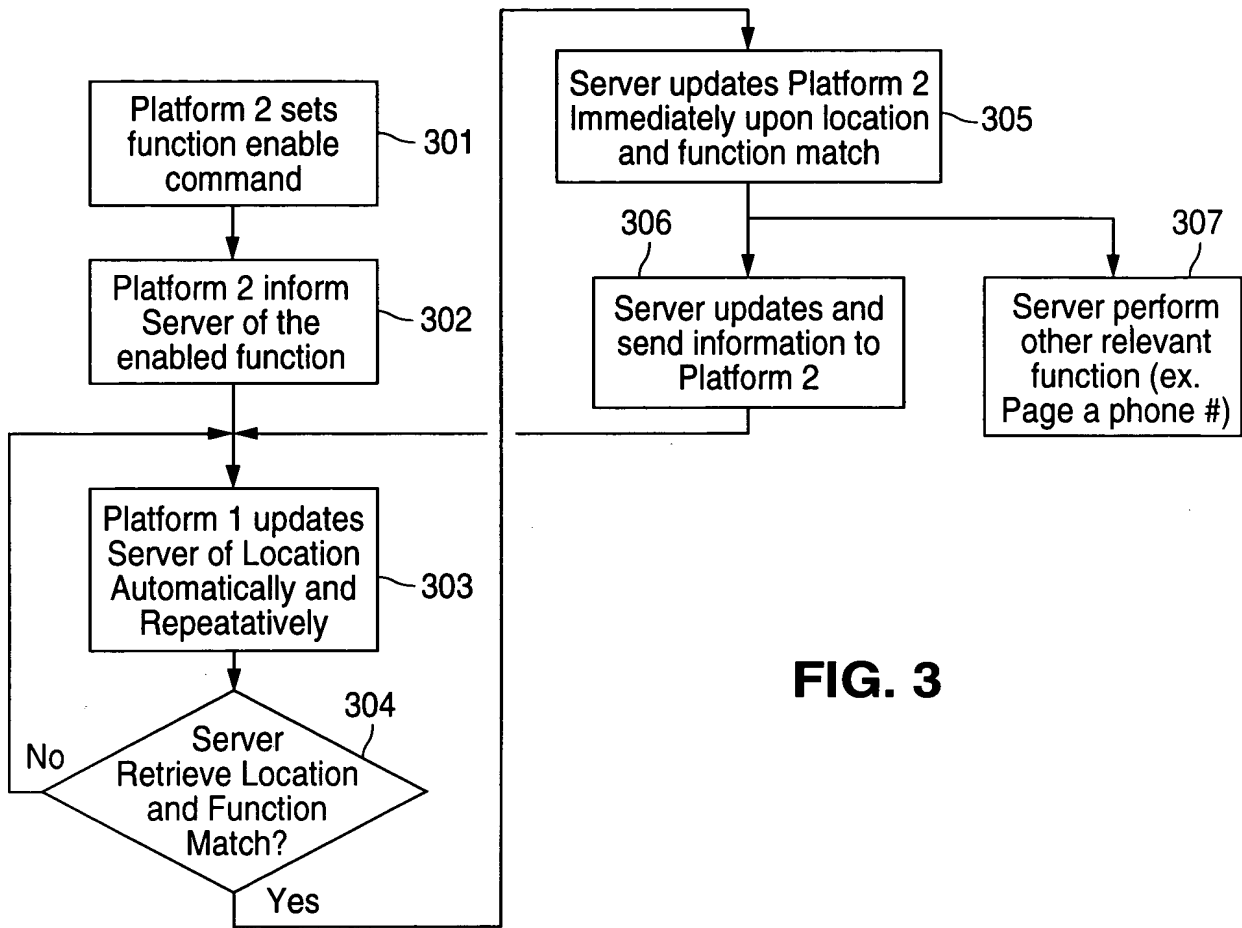 Platform 2 sets
function enable
command
301
Platform 2 inform
Server of the
enabled function
302
Platform 1 updates
Server of Location
Automatically and
Repeatatively
303
304
Server
Retrieve Location
and Function
Match?
No
Yes
Server updates Platform 2
Immediately upon location
and function match
305
306
Server updates and
send information to
Platform 2
307
Server perform
other relevant
function (ex.
Page a phone #)
FIG. 3